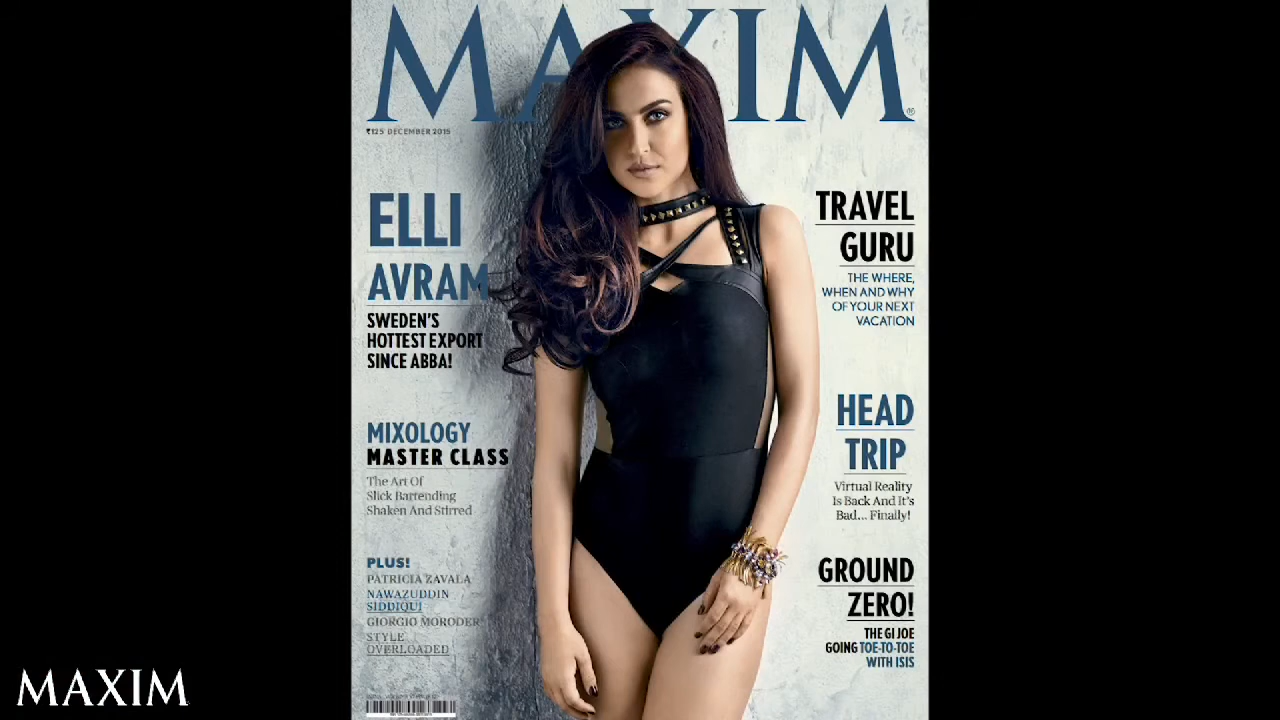 MAXIM
₹125 DECEMBER 2015
ELLI
AVRAM
SWEDEN'S
HOTTEST EXPORT
SINCE ABBA!
MIXOLOGY
MASTER CLASS
The Art Of
Slick Bartending
Shaken And Stirred
PLUS!
PATRICIA ZAVALA
NAWAZUDDIN
SIDDIQUI
GIORGIO MORODER
STYLE
OVERLOADED
TRAVEL
GURU
THE WHERE,
WHEN AND WHY
OF YOUR NEXT
VACATION
HEAD
TRIP
Virtual Reality
Is Back And It's
Bad... Finally!
GROUND
ZERO!
THE GI JOE
GOING TOE-TO-TOE
WITH ISIS
MAXIM